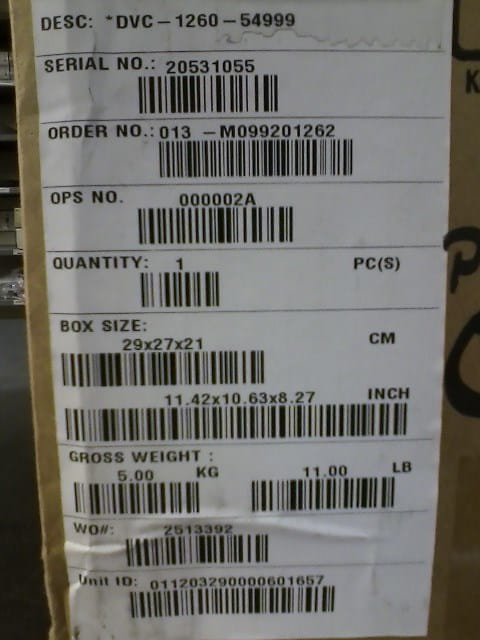 DESC: *DVC-1260-54999
SERIAL NO.: 20531055
ORDER NO.: 013 -M099201262
OPS NO. 000002A
QUANTITY: 1 PC(S)
BOX SIZE:
29x27x21 CM
11.42x10.63x8.27 INCH
GROSS WEIGHT :
5.00 KG 11.00 LB
WO#: 2513392
Unit ID: 011203290000601657